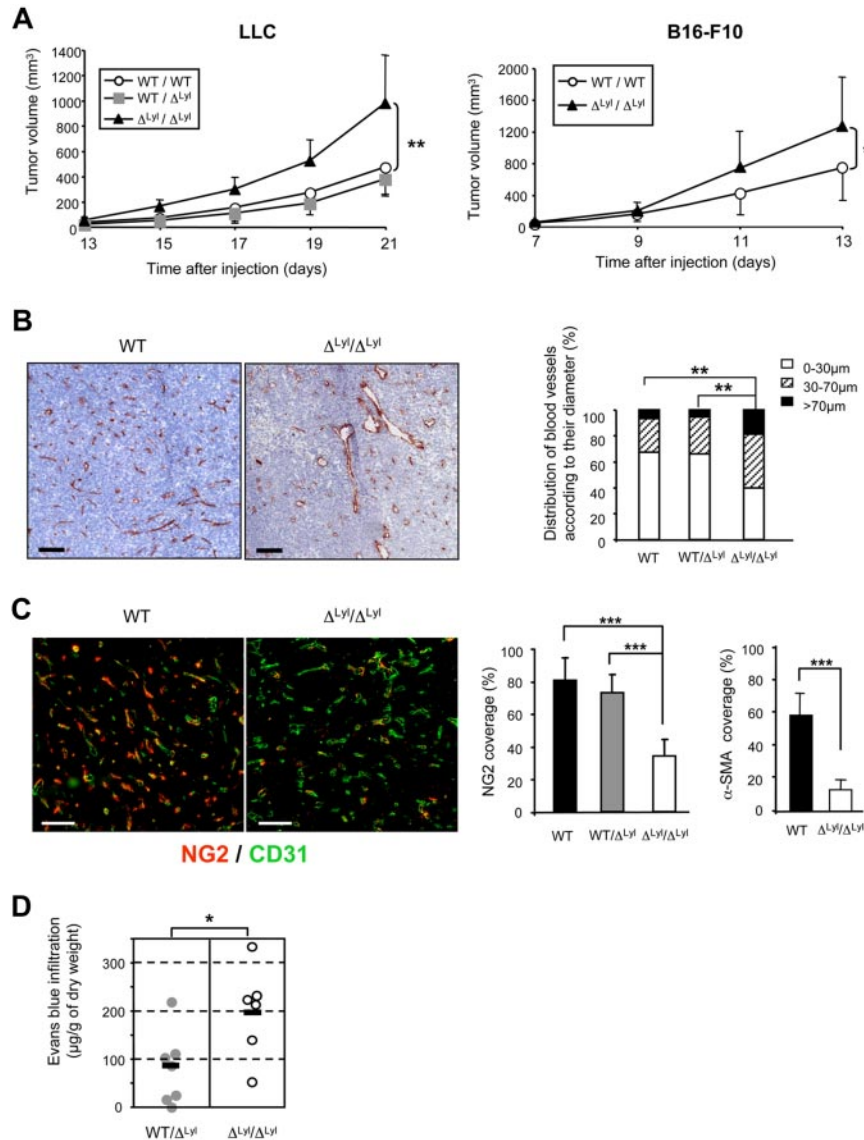 A
LLC
B16-F10
Tumor volume (mm³)
1400
1200
1000
800
600
400
200
0
WT / WT
WT / Δᴸʸˡ
Δᴸʸˡ / Δᴸʸˡ
**
13 15 17 19 21
Time after injection (days)
Tumor volume (mm³)
2000
1600
1200
800
400
0
WT / WT
Δᴸʸˡ / Δᴸʸˡ
7 9 11 13
Time after injection (days)
B
WT
Δᴸʸˡ/Δᴸʸˡ
Distribution of blood vessels
according to their diameter (%)
100
80
60
40
20
0
**
**
0-30µm
30-70µm
>70µm
WT WT/Δᴸʸˡ Δᴸʸˡ/Δᴸʸˡ
C
WT
Δᴸʸˡ/Δᴸʸˡ
NG2 / CD31
NG2 coverage (%)
100
80
60
40
20
0
***
***
WT WT/Δᴸʸˡ Δᴸʸˡ/Δᴸʸˡ
α-SMA coverage (%)
100
80
60
40
20
0
***
WT Δᴸʸˡ/Δᴸʸˡ
D
Evans blue infiltration
(µg/g of dry weight)
300
200
100
0
*
WT/Δᴸʸˡ Δᴸʸˡ/Δᴸʸˡ